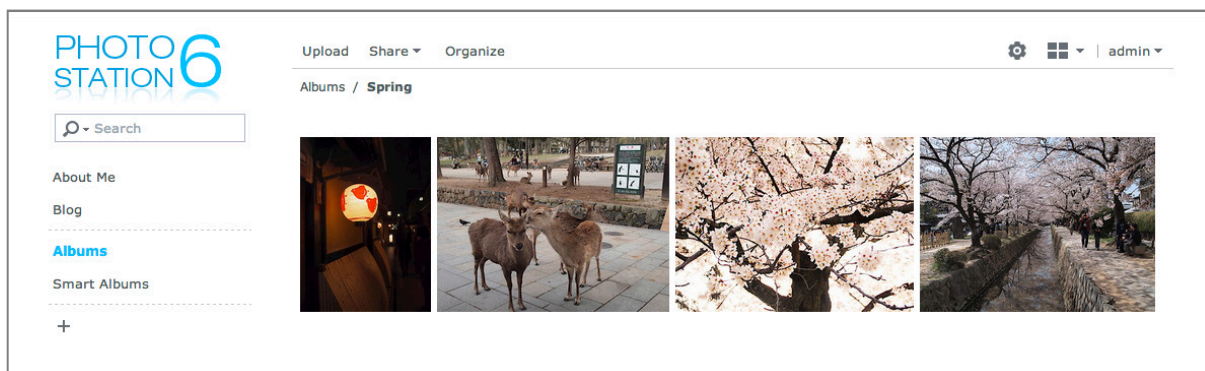 PHOTO
STATION 6
Upload Share Organize
admin
Albums / Spring
Search
About Me
Blog
Albums
Smart Albums